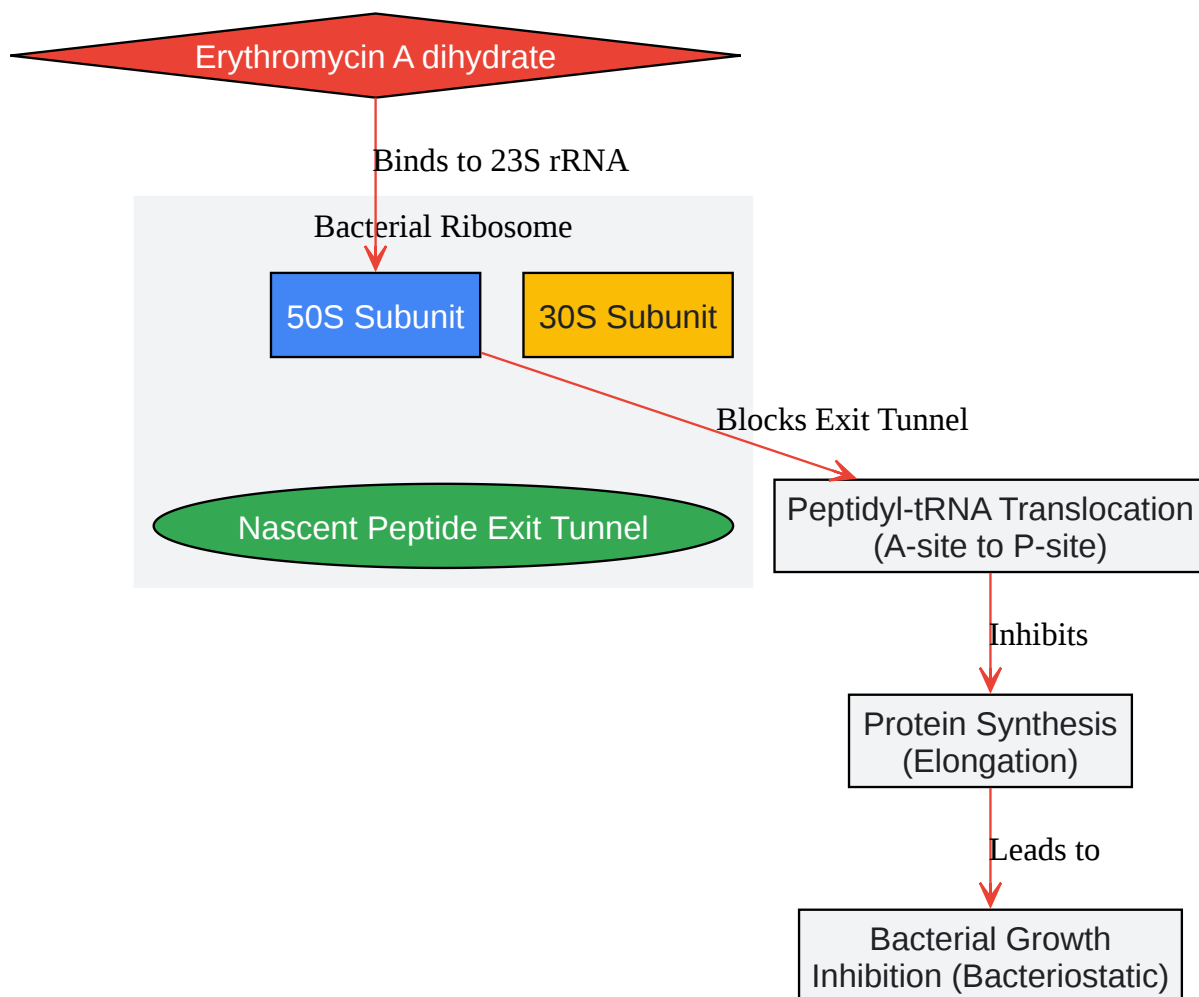 Erythromycin A dihydrate
Binds to 23S rRNA
Bacterial Ribosome
50S Subunit
30S Subunit
Blocks Exit Tunnel
Nascent Peptide Exit Tunnel
Peptidyl-tRNA Translocation
(A-site to P-site)
Inhibits
Protein Synthesis
(Elongation)
Leads to
Bacterial Growth
Inhibition (Bacteriostatic)